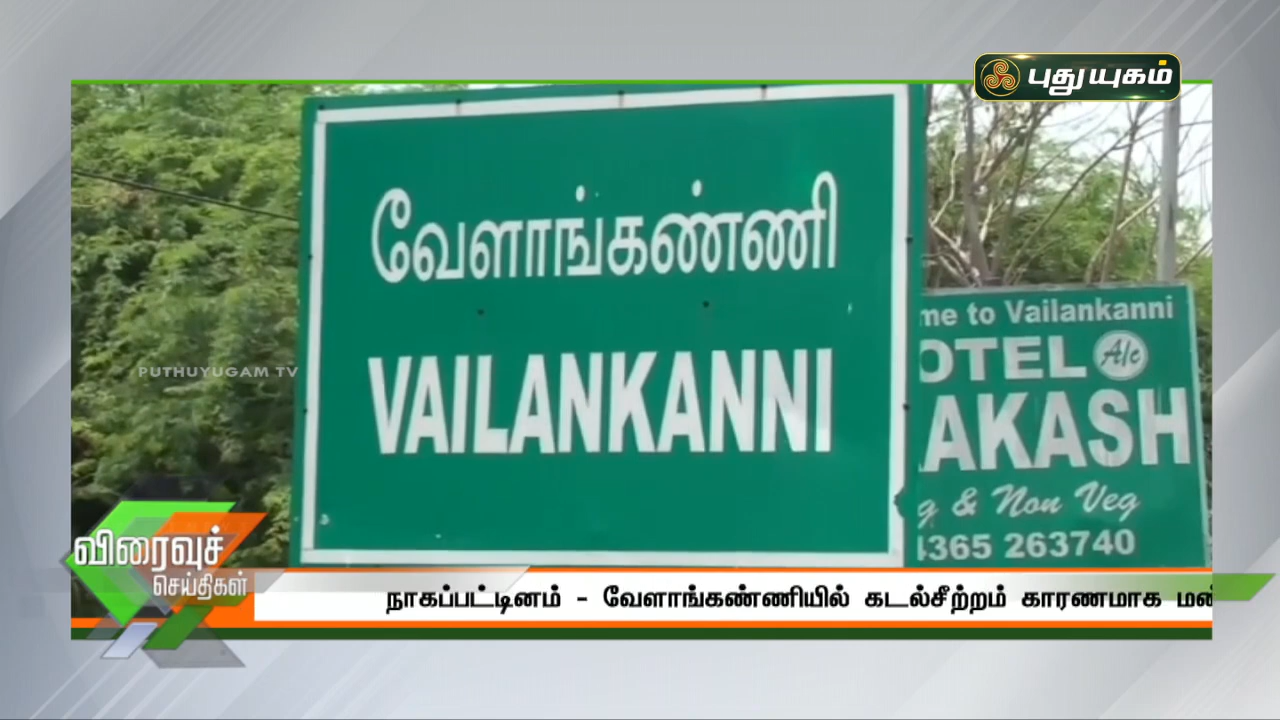 புதுயுகம்
வேளாங்கண்ணி
VAILANKANNI
me to Vailankanni
OTEL A/c
AKASH
g & Non Veg
4365 263740
PUTHUYUGAM TV
விரைவுச்
செய்திகள்
நாகப்பட்டினம் - வேளாங்கண்ணியில் கடல்சீற்றம் காரணமாக